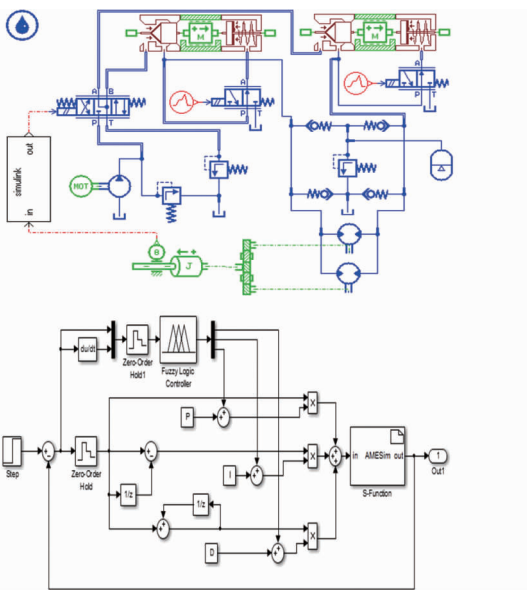 M
M
A
A B
P T
A
P T
A
P T
out
simulink
in
MOT
B
J
du/dt
Zero-Order
Hold1
Fuzzy Logic
Controller
P
X
Step
Zero-Order
Hold
I
X
in AMESim out
S-Function
1
Out1
1/z
1/z
D
X